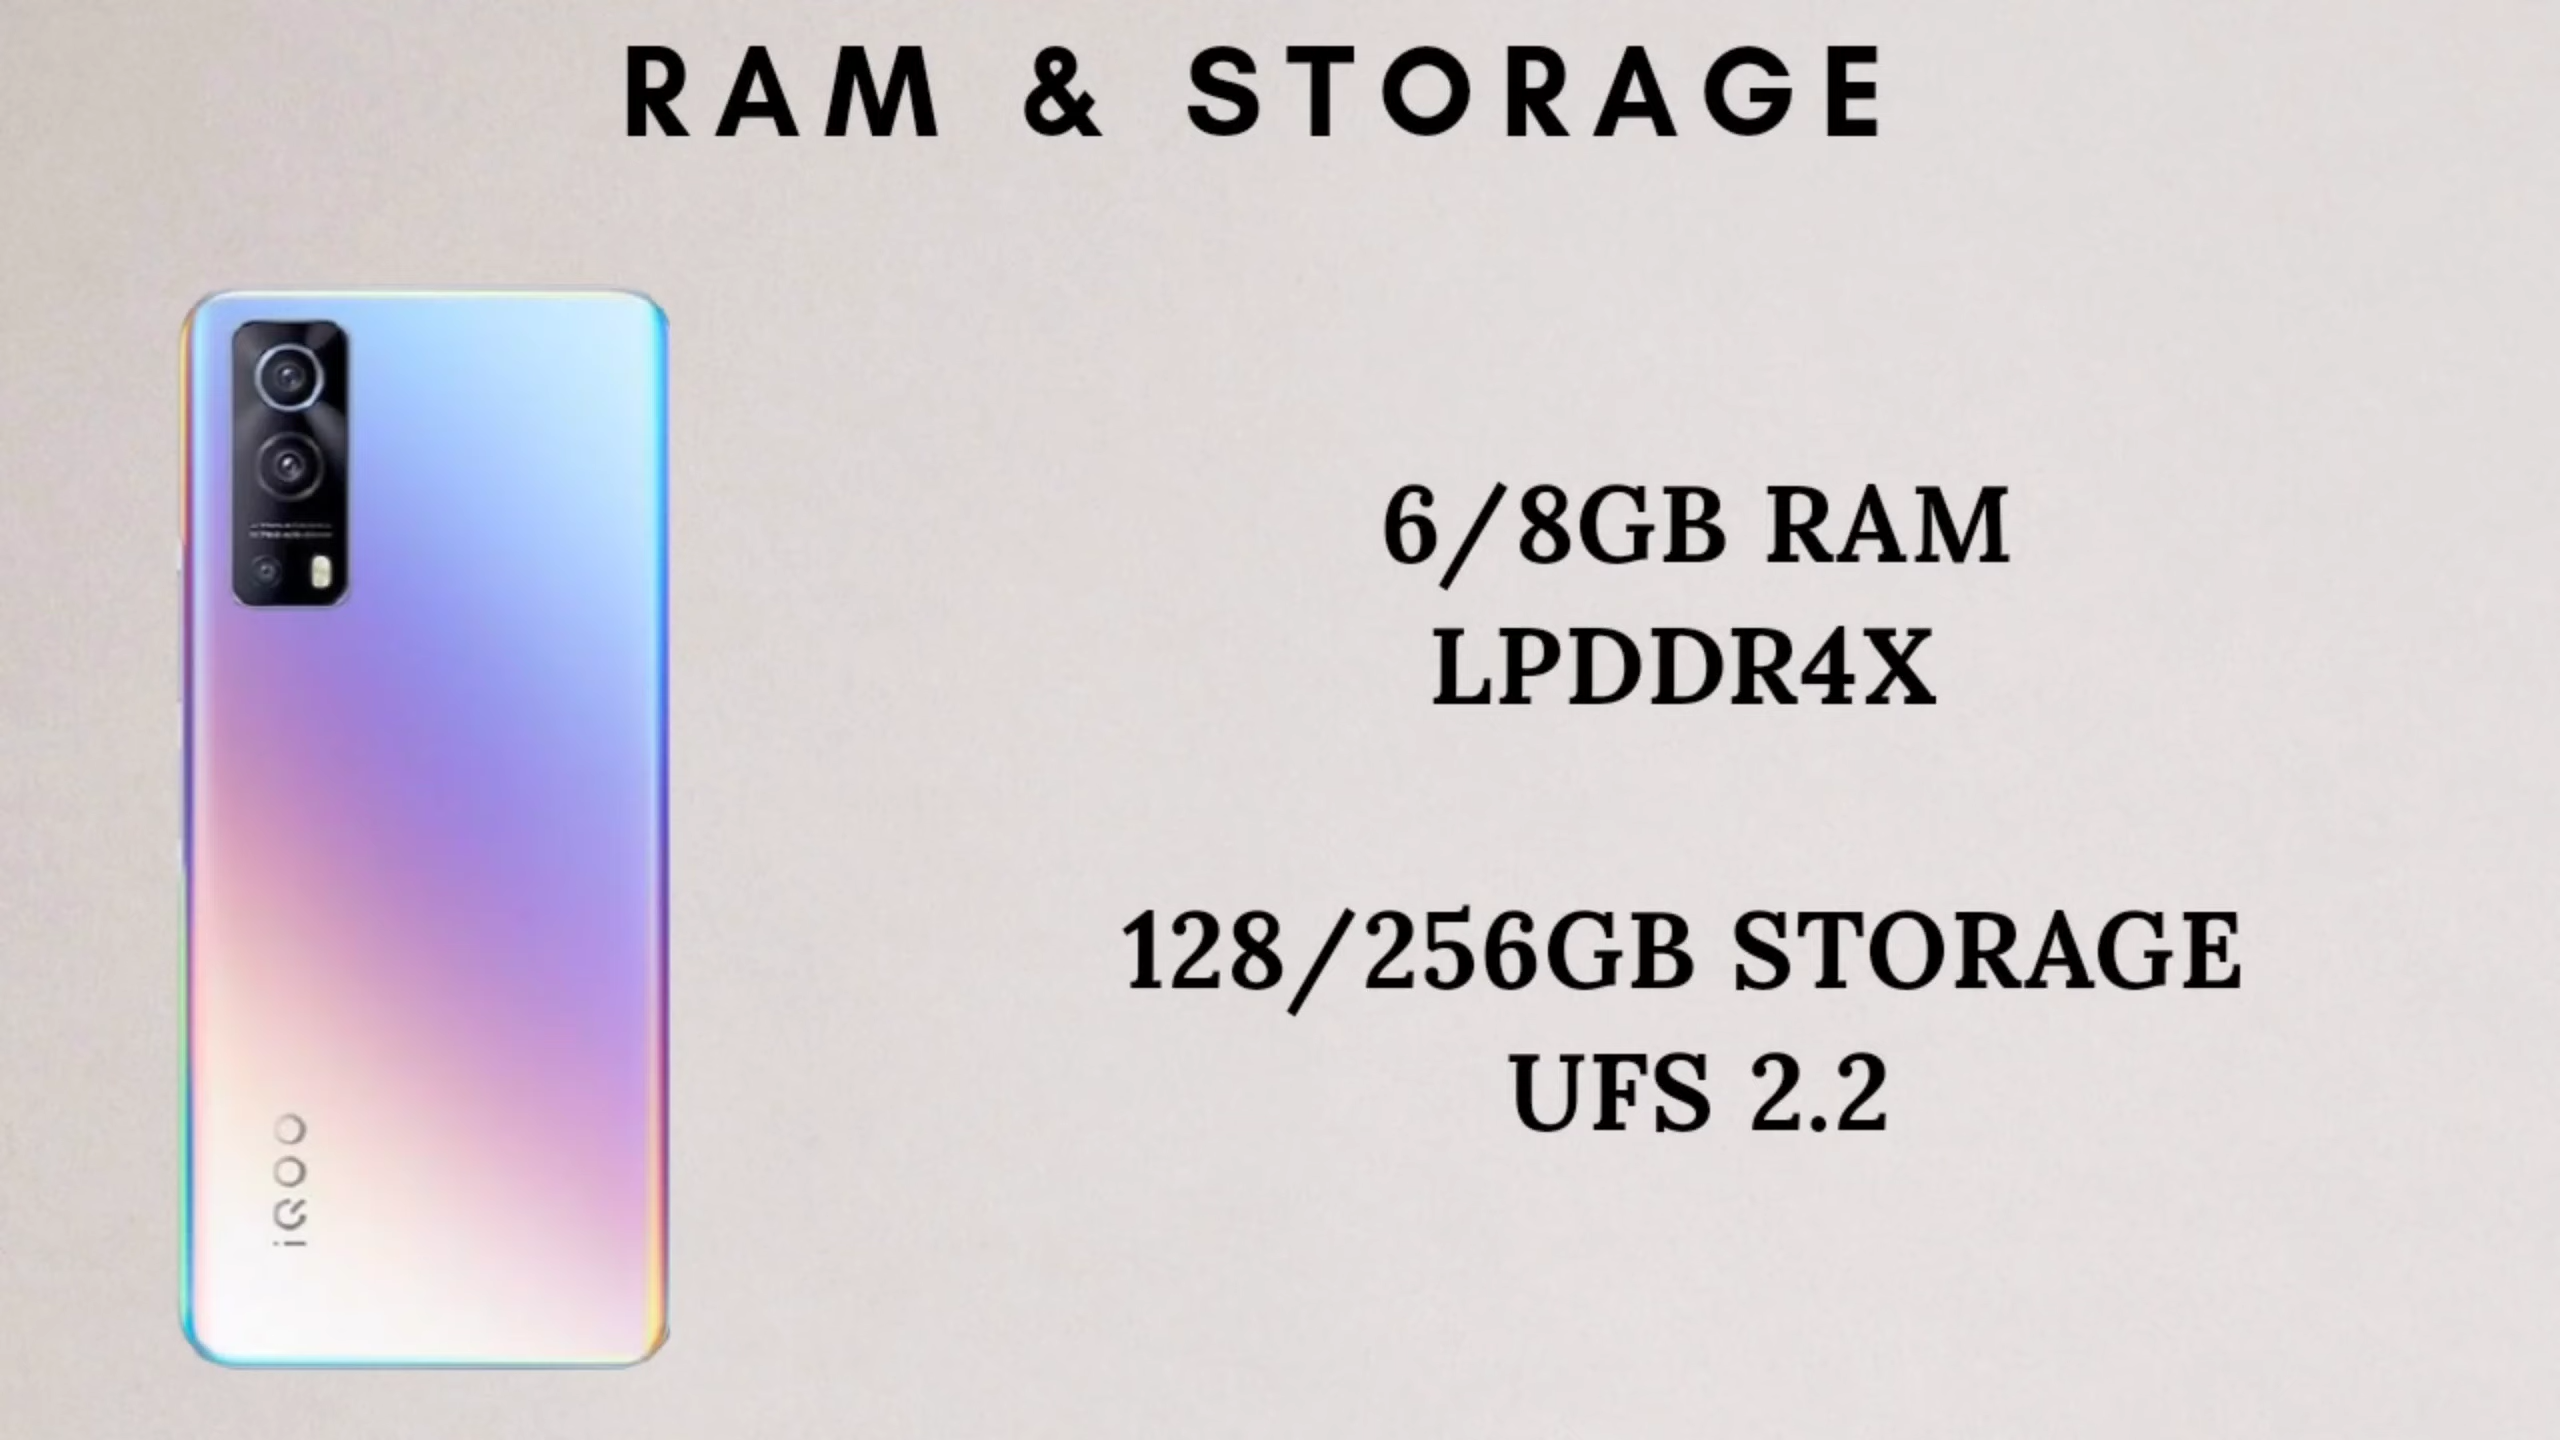 RAM & STORAGE
6/8GB RAM
LPDDR4X
128/256GB STORAGE
UFS 2.2
iQOO